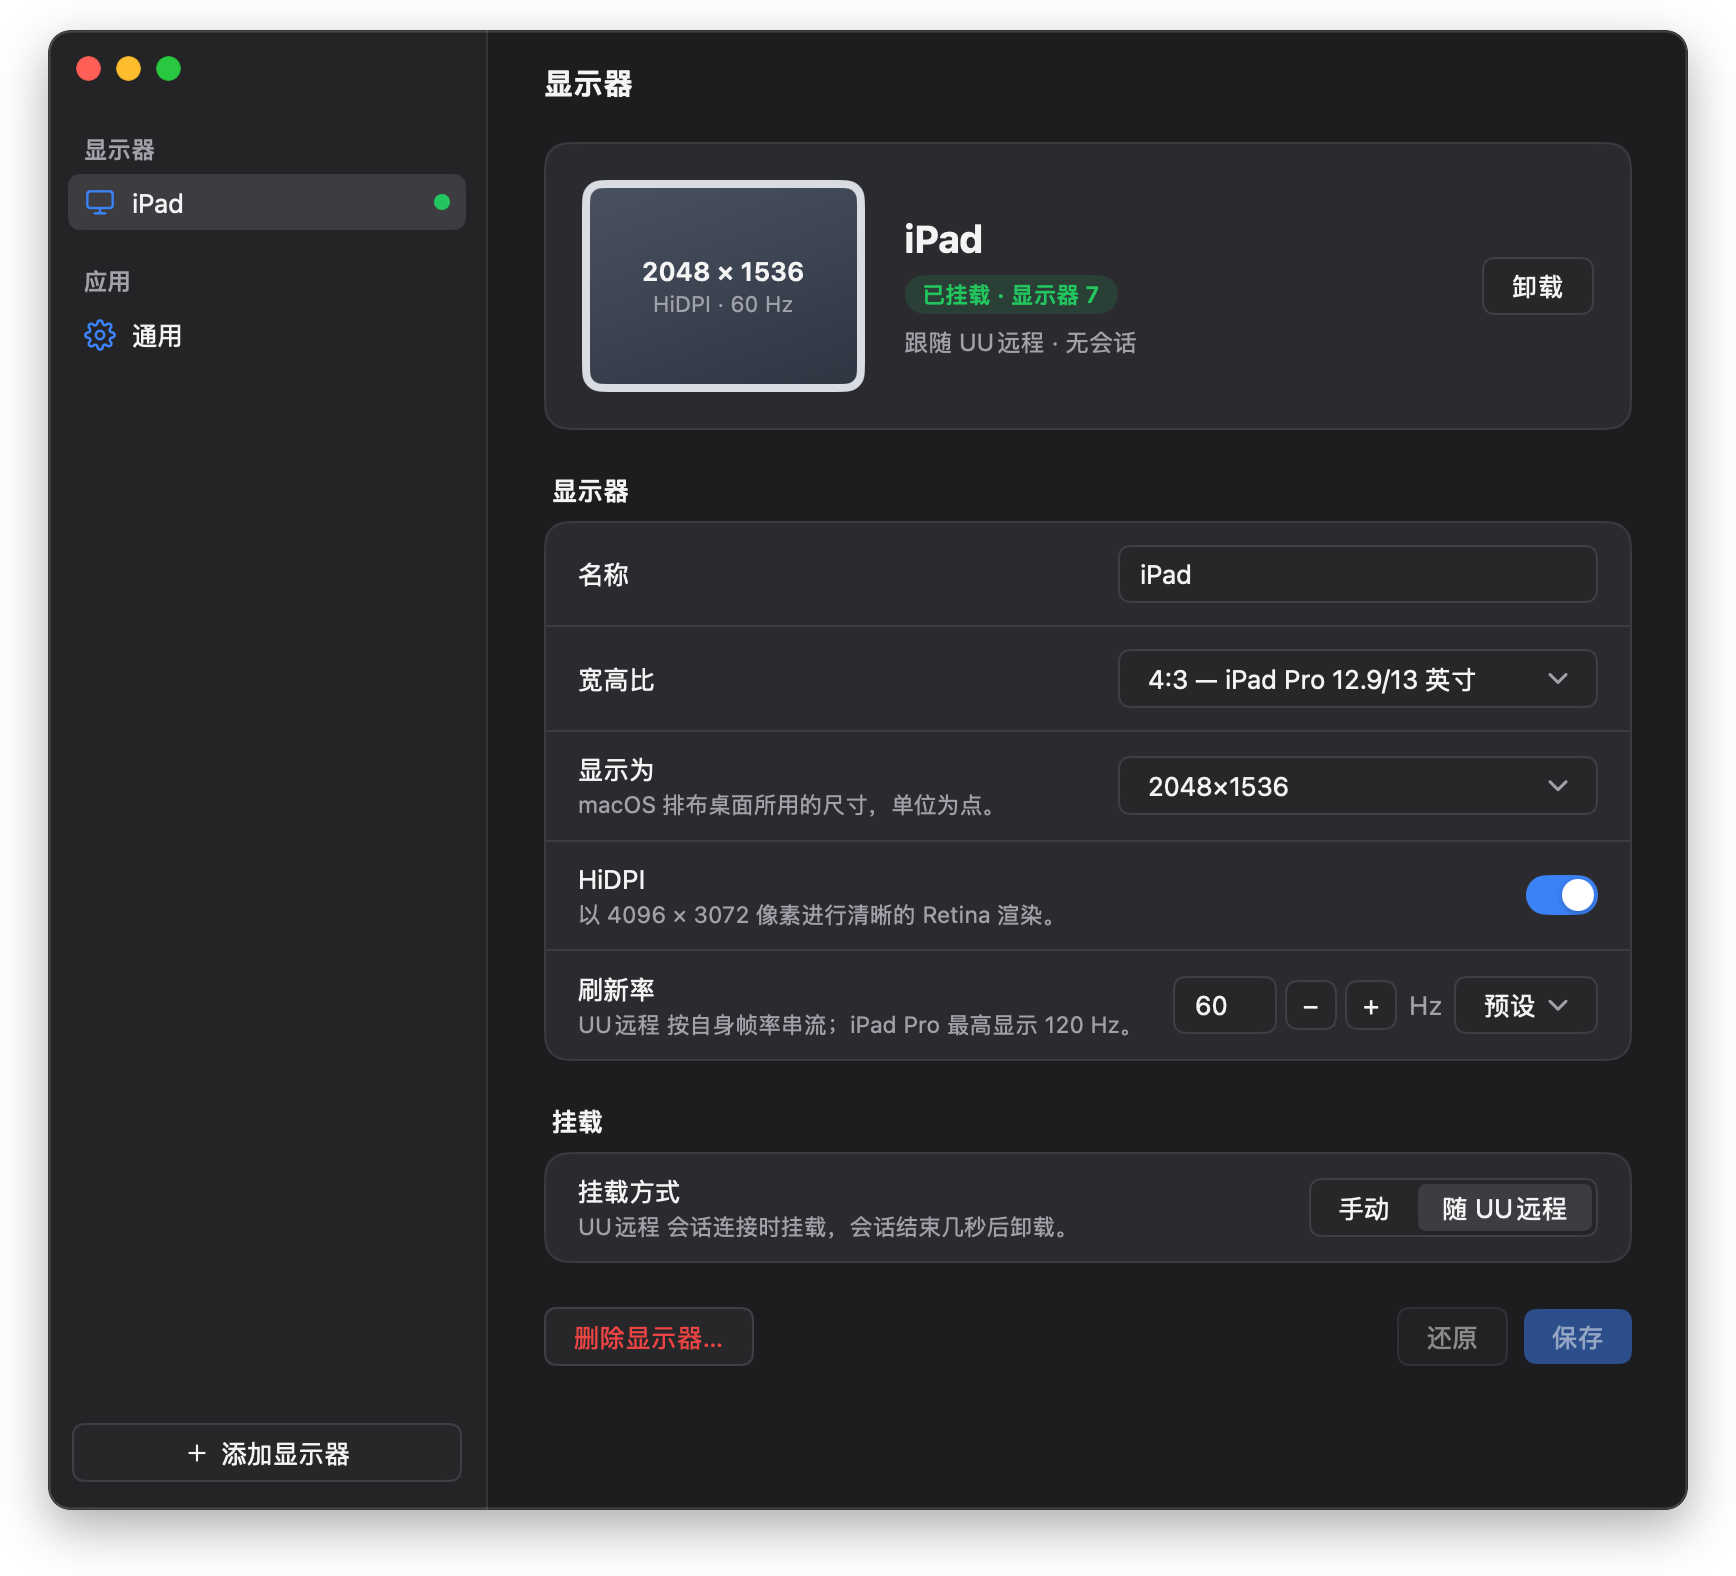 显示器
iPad
应用
通用
添加显示器
显示器
2048 × 1536
HiDPI · 60 Hz
iPad
已挂载 · 显示器 7
跟随 UU远程 · 无会话
卸载
显示器
名称
iPad
宽高比
4:3 — iPad Pro 12.9/13 英寸
显示为
macOS 排布桌面所用的尺寸，单位为点。
2048×1536
HiDPI
以 4096 × 3072 像素进行清晰的 Retina 渲染。
刷新率
UU远程 按自身帧率串流；iPad Pro 最高显示 120 Hz。
60
−
+
Hz
预设
挂载
挂载方式
UU远程 会话连接时挂载，会话结束几秒后卸载。
手动
随 UU远程
删除显示器...
还原
保存